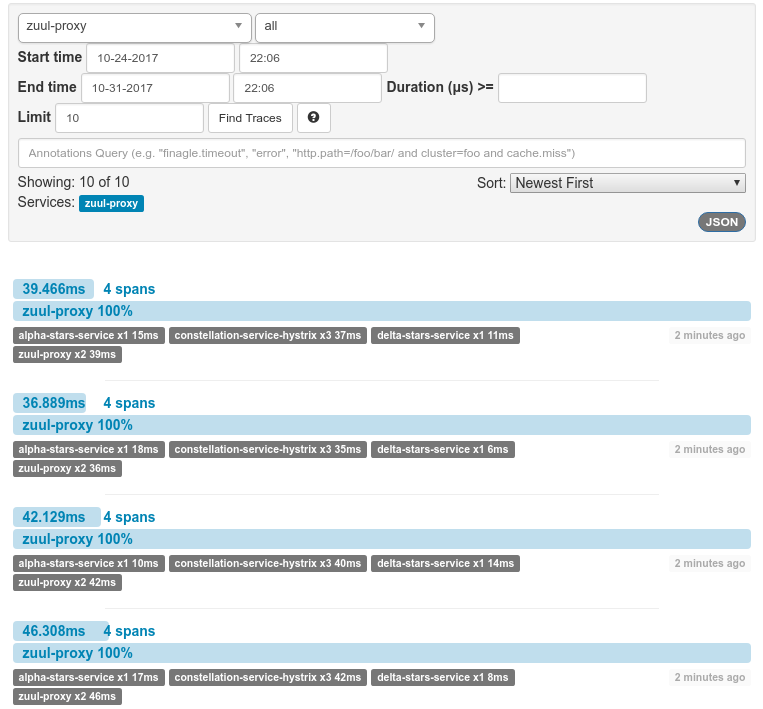 zuul-proxy all
Start time 10-24-2017 22:06
End time 10-31-2017 22:06 Duration (μs) >=
Limit 10 Find Traces ?
Annotations Query (e.g. "finagle.timeout", "error", "http.path=/foo/bar/ and cluster=foo and cache.miss")
Showing: 10 of 10 Sort: Newest First
Services: zuul-proxy
JSON
39.466ms 4 spans
zuul-proxy 100%
alpha-stars-service x1 15ms constellation-service-hystrix x3 37ms delta-stars-service x1 11ms 2 minutes ago
zuul-proxy x2 39ms
36.889ms 4 spans
zuul-proxy 100%
alpha-stars-service x1 18ms constellation-service-hystrix x3 35ms delta-stars-service x1 6ms 2 minutes ago
zuul-proxy x2 36ms
42.129ms 4 spans
zuul-proxy 100%
alpha-stars-service x1 10ms constellation-service-hystrix x3 40ms delta-stars-service x1 14ms 2 minutes ago
zuul-proxy x2 42ms
46.308ms 4 spans
zuul-proxy 100%
alpha-stars-service x1 17ms constellation-service-hystrix x3 42ms delta-stars-service x1 8ms 2 minutes ago
zuul-proxy x2 46ms